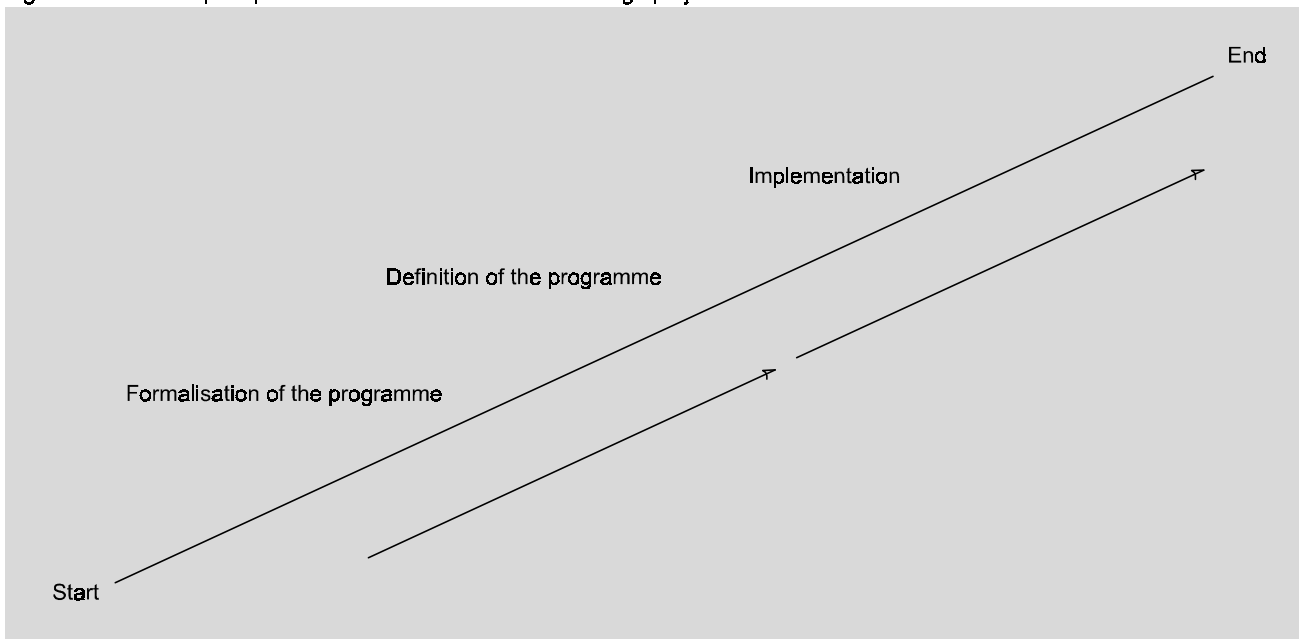 End
Implementation
Definition of the programme
Formalisation of the programme
Start